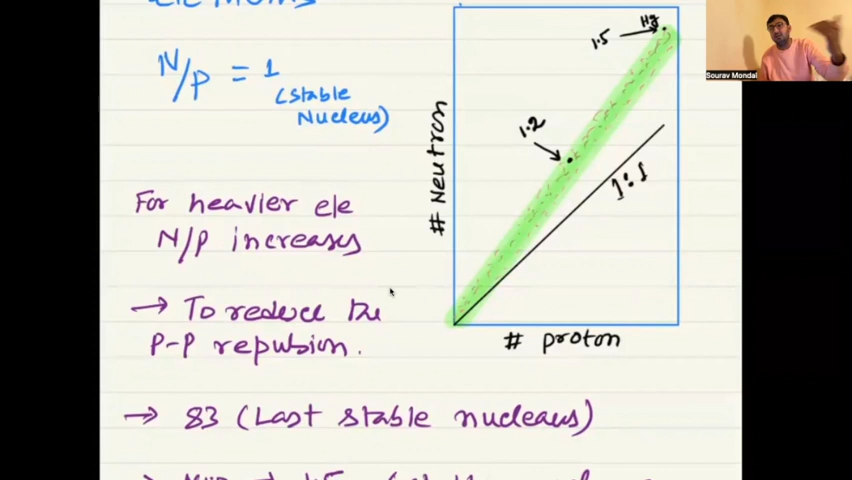 elements
N/P = 1
(stable
Nucleus)
For heavier ele
N/P increases
→ To reduce the
P-P repulsion.
→ 83 (Last stable nucleaus)
# Neutron
1.5
Hg
1.2
1:1
# proton
Sourav Mondal